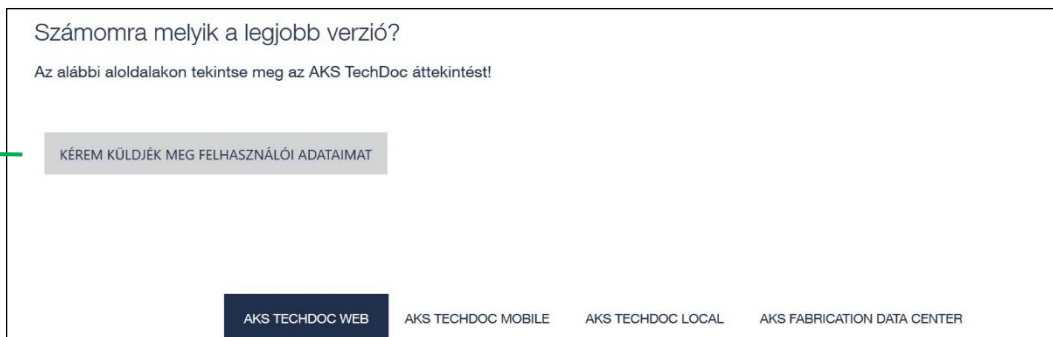 Számomra melyik a legjobb verzió?
Az alábbi aloldalakon tekintse meg az AKS TechDoc áttekintést!
KÉREM KÜLDJÉK MEG FELHASZNÁLÓI ADATAIMAT
AKS TECHDOC WEB AKS TECHDOC MOBILE AKS TECHDOC LOCAL AKS FABRICATION DATA CENTER